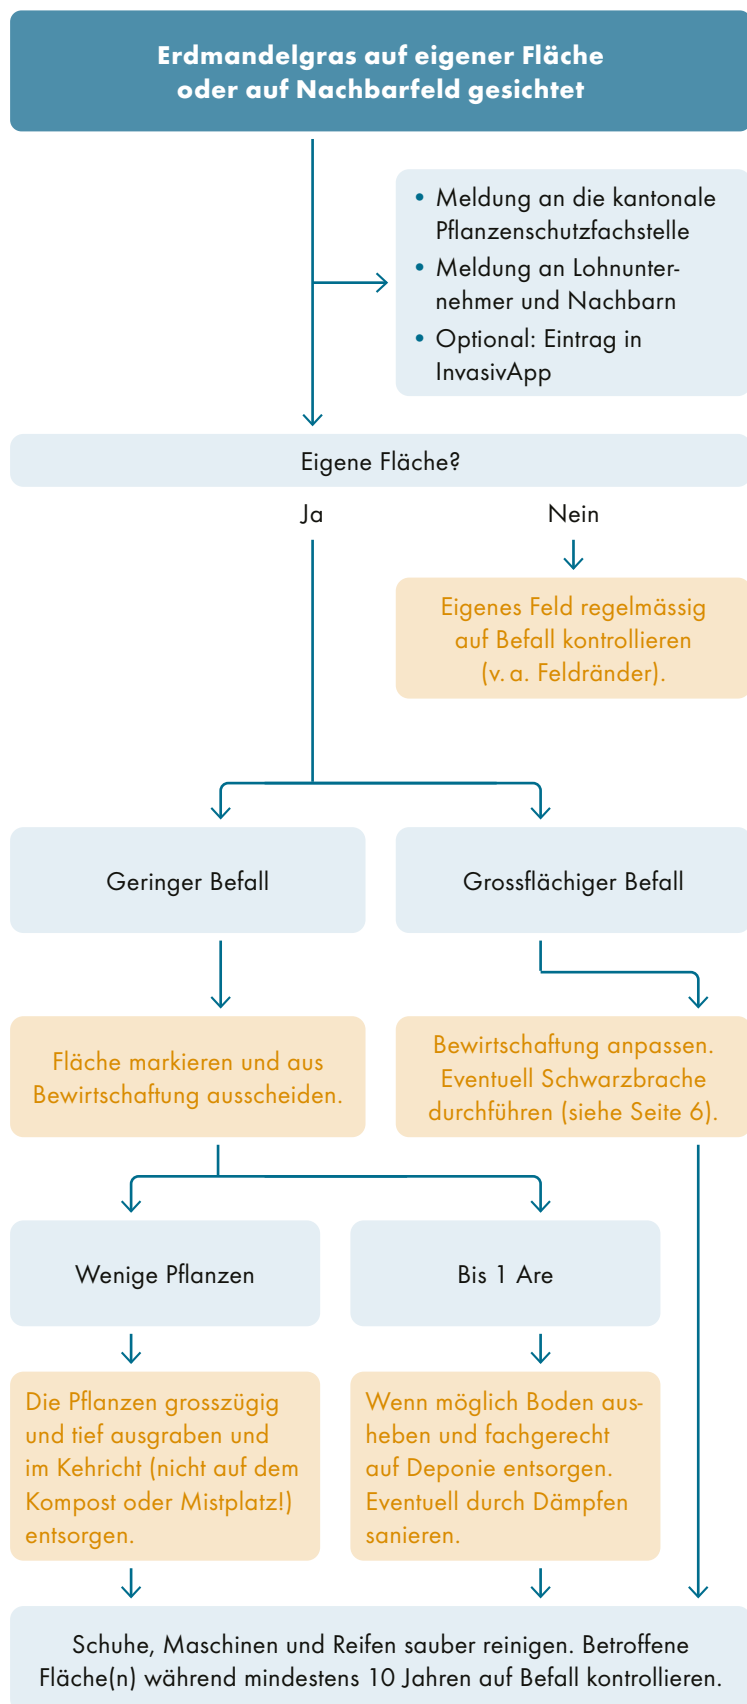 Erdmandelgras auf eigener Fläche
oder auf Nachbarfeld gesichtet
• Meldung an die kantonale
Pflanzenschutzfachstelle
• Meldung an Lohnunter-
nehmer und Nachbarn
• Optional: Eintrag in
InvasivApp
Eigene Fläche?
Ja
Nein
Eigenes Feld regelmässig
auf Befall kontrollieren
(v. a. Feldränder).
Geringer Befall
Grossflächiger Befall
Fläche markieren und aus
Bewirtschaftung ausscheiden.
Bewirtschaftung anpassen.
Eventuell Schwarzbrache
durchführen (siehe Seite 6).
Wenige Pflanzen
Bis 1 Are
Die Pflanzen grosszügig
und tief ausgraben und
im Kehricht (nicht auf dem
Kompost oder Mistplatz!)
entsorgen.
Wenn möglich Boden aus-
heben und fachgerecht
auf Deponie entsorgen.
Eventuell durch Dämpfen
sanieren.
Schuhe, Maschinen und Reifen sauber reinigen. Betroffene
Fläche(n) während mindestens 10 Jahren auf Befall kontrollieren.